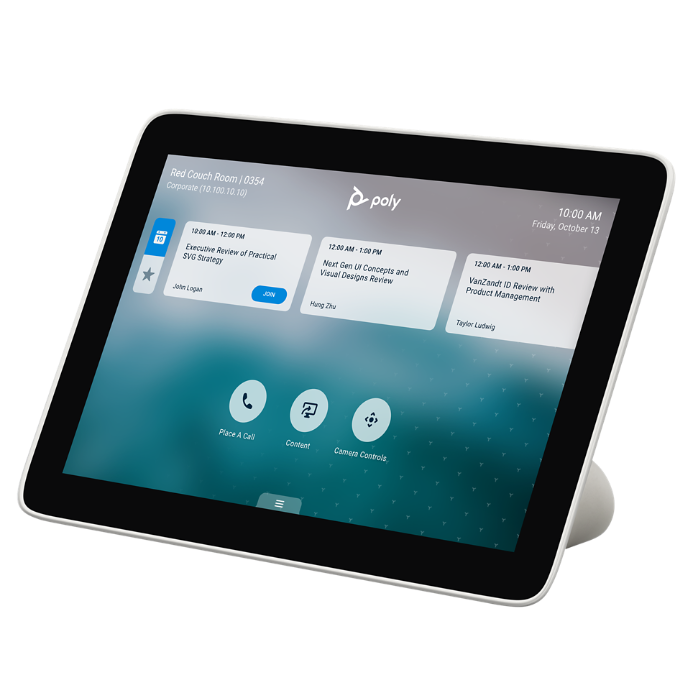 Red Couch Room | 0354
Corporate (10.100.10.10)
poly
10:00 AM
Friday, October 13
10
10:00 AM - 12:00 PM
Executive Review of Practical
SVG Strategy
John Logan
JOIN
12:00 AM - 1:00 PM
Next Gen UI Concepts and
Visual Designs Review
Hung Zhu
12:00 AM - 1:00 PM
VanZandt ID Review with
Product Management
Taylor Ludwig
Place A Call
Content
Camera Controls